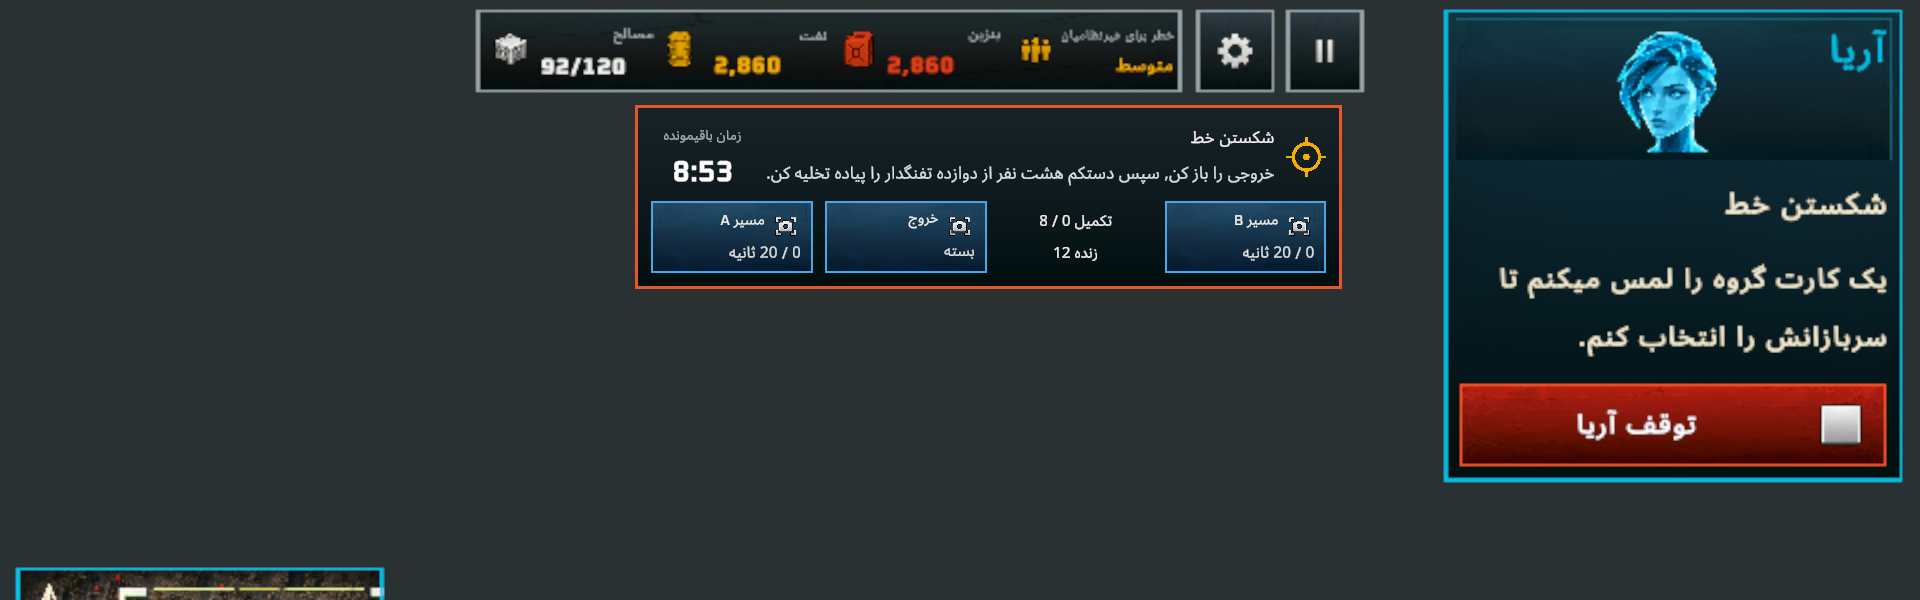 خطر برای غیرنظامیان
متوسط
بنزین
2,860
نفت
2,860
مصالح
92/120
شکستن خط
زمان باقیمونده
خروجی را باز کن, سپس دستکم هشت نفر از دوازده تفنگدار را پیاده تخلیه کن.
8:53
مسیر B
0 / 20 ثانیه
تکمیل 0 / 8
زنده 12
خروج
بسته
مسیر A
0 / 20 ثانیه
آریا
شکستن خط
یک کارت گروه را لمس میکنم تا
سربازانش را انتخاب کنم.
توقف آریا